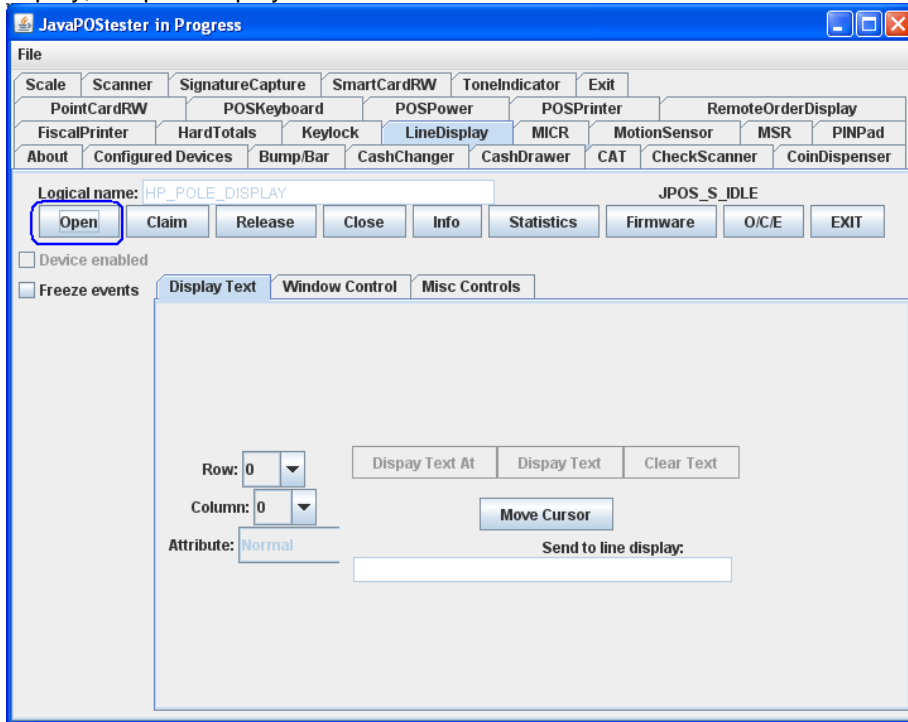 JavaPOStester in Progress
File
Scale Scanner SignatureCapture SmartCardRW ToneIndicator Exit
PointCardRW POSKeyboard POSPower POSPrinter RemoteOrderDisplay
FiscalPrinter HardTotals Keylock LineDisplay MICR MotionSensor MSR PINPad
About Configured Devices Bump/Bar CashChanger CashDrawer CAT CheckScanner CoinDispenser
Logical name: HP_POLE_DISPLAY JPOS_S_IDLE
Open Claim Release Close Info Statistics Firmware O/C/E EXIT
Device enabled
Freeze events Display Text Window Control Misc Controls
Row: 0 Dispay Text At Dispay Text Clear Text
Column: 0 Move Cursor
Attribute: Normal Send to line display: